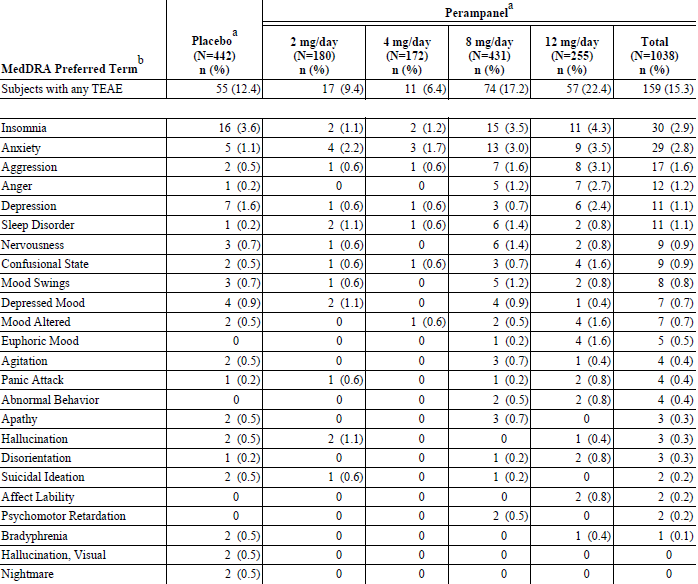 Perampanel a
Placebo a 2 mg/day 4 mg/day 8 mg/day 12 mg/day Total
(N=442) (N=180) (N=172) (N=431) (N=255) (N=1038)
MedDRA Preferred Term b n (%) n (%) n (%) n (%) n (%) n (%)
Subjects with any TEAE 55 (12.4) 17 (9.4) 11 (6.4) 74 (17.2) 57 (22.4) 159 (15.3)
Insomnia 16 (3.6) 2 (1.1) 2 (1.2) 15 (3.5) 11 (4.3) 30 (2.9)
Anxiety 5 (1.1) 4 (2.2) 3 (1.7) 13 (3.0) 9 (3.5) 29 (2.8)
Aggression 2 (0.5) 1 (0.6) 1 (0.6) 7 (1.6) 8 (3.1) 17 (1.6)
Anger 1 (0.2) 0 0 5 (1.2) 7 (2.7) 12 (1.2)
Depression 7 (1.6) 1 (0.6) 1 (0.6) 3 (0.7) 6 (2.4) 11 (1.1)
Sleep Disorder 1 (0.2) 2 (1.1) 1 (0.6) 6 (1.4) 2 (0.8) 11 (1.1)
Nervousness 3 (0.7) 1 (0.6) 0 6 (1.4) 2 (0.8) 9 (0.9)
Confusional State 2 (0.5) 1 (0.6) 1 (0.6) 3 (0.7) 4 (1.6) 9 (0.9)
Mood Swings 3 (0.7) 1 (0.6) 0 5 (1.2) 2 (0.8) 8 (0.8)
Depressed Mood 4 (0.9) 2 (1.1) 0 4 (0.9) 1 (0.4) 7 (0.7)
Mood Altered 2 (0.5) 0 1 (0.6) 2 (0.5) 4 (1.6) 7 (0.7)
Euphoric Mood 0 0 0 1 (0.2) 4 (1.6) 5 (0.5)
Agitation 2 (0.5) 0 0 3 (0.7) 1 (0.4) 4 (0.4)
Panic Attack 1 (0.2) 1 (0.6) 0 1 (0.2) 2 (0.8) 4 (0.4)
Abnormal Behavior 0 0 0 2 (0.5) 2 (0.8) 4 (0.4)
Apathy 2 (0.5) 0 0 3 (0.7) 0 3 (0.3)
Hallucination 2 (0.5) 2 (1.1) 0 0 1 (0.4) 3 (0.3)
Disorientation 1 (0.2) 0 0 1 (0.2) 2 (0.8) 3 (0.3)
Suicidal Ideation 2 (0.5) 1 (0.6) 0 1 (0.2) 0 2 (0.2)
Affect Lability 0 0 0 0 2 (0.8) 2 (0.2)
Psychomotor Retardation 0 0 0 2 (0.5) 0 2 (0.2)
Bradyphrenia 2 (0.5) 0 0 0 1 (0.4) 1 (0.1)
Hallucination, Visual 2 (0.5) 0 0 0 0 0
Nightmare 2 (0.5) 0 0 0 0 0